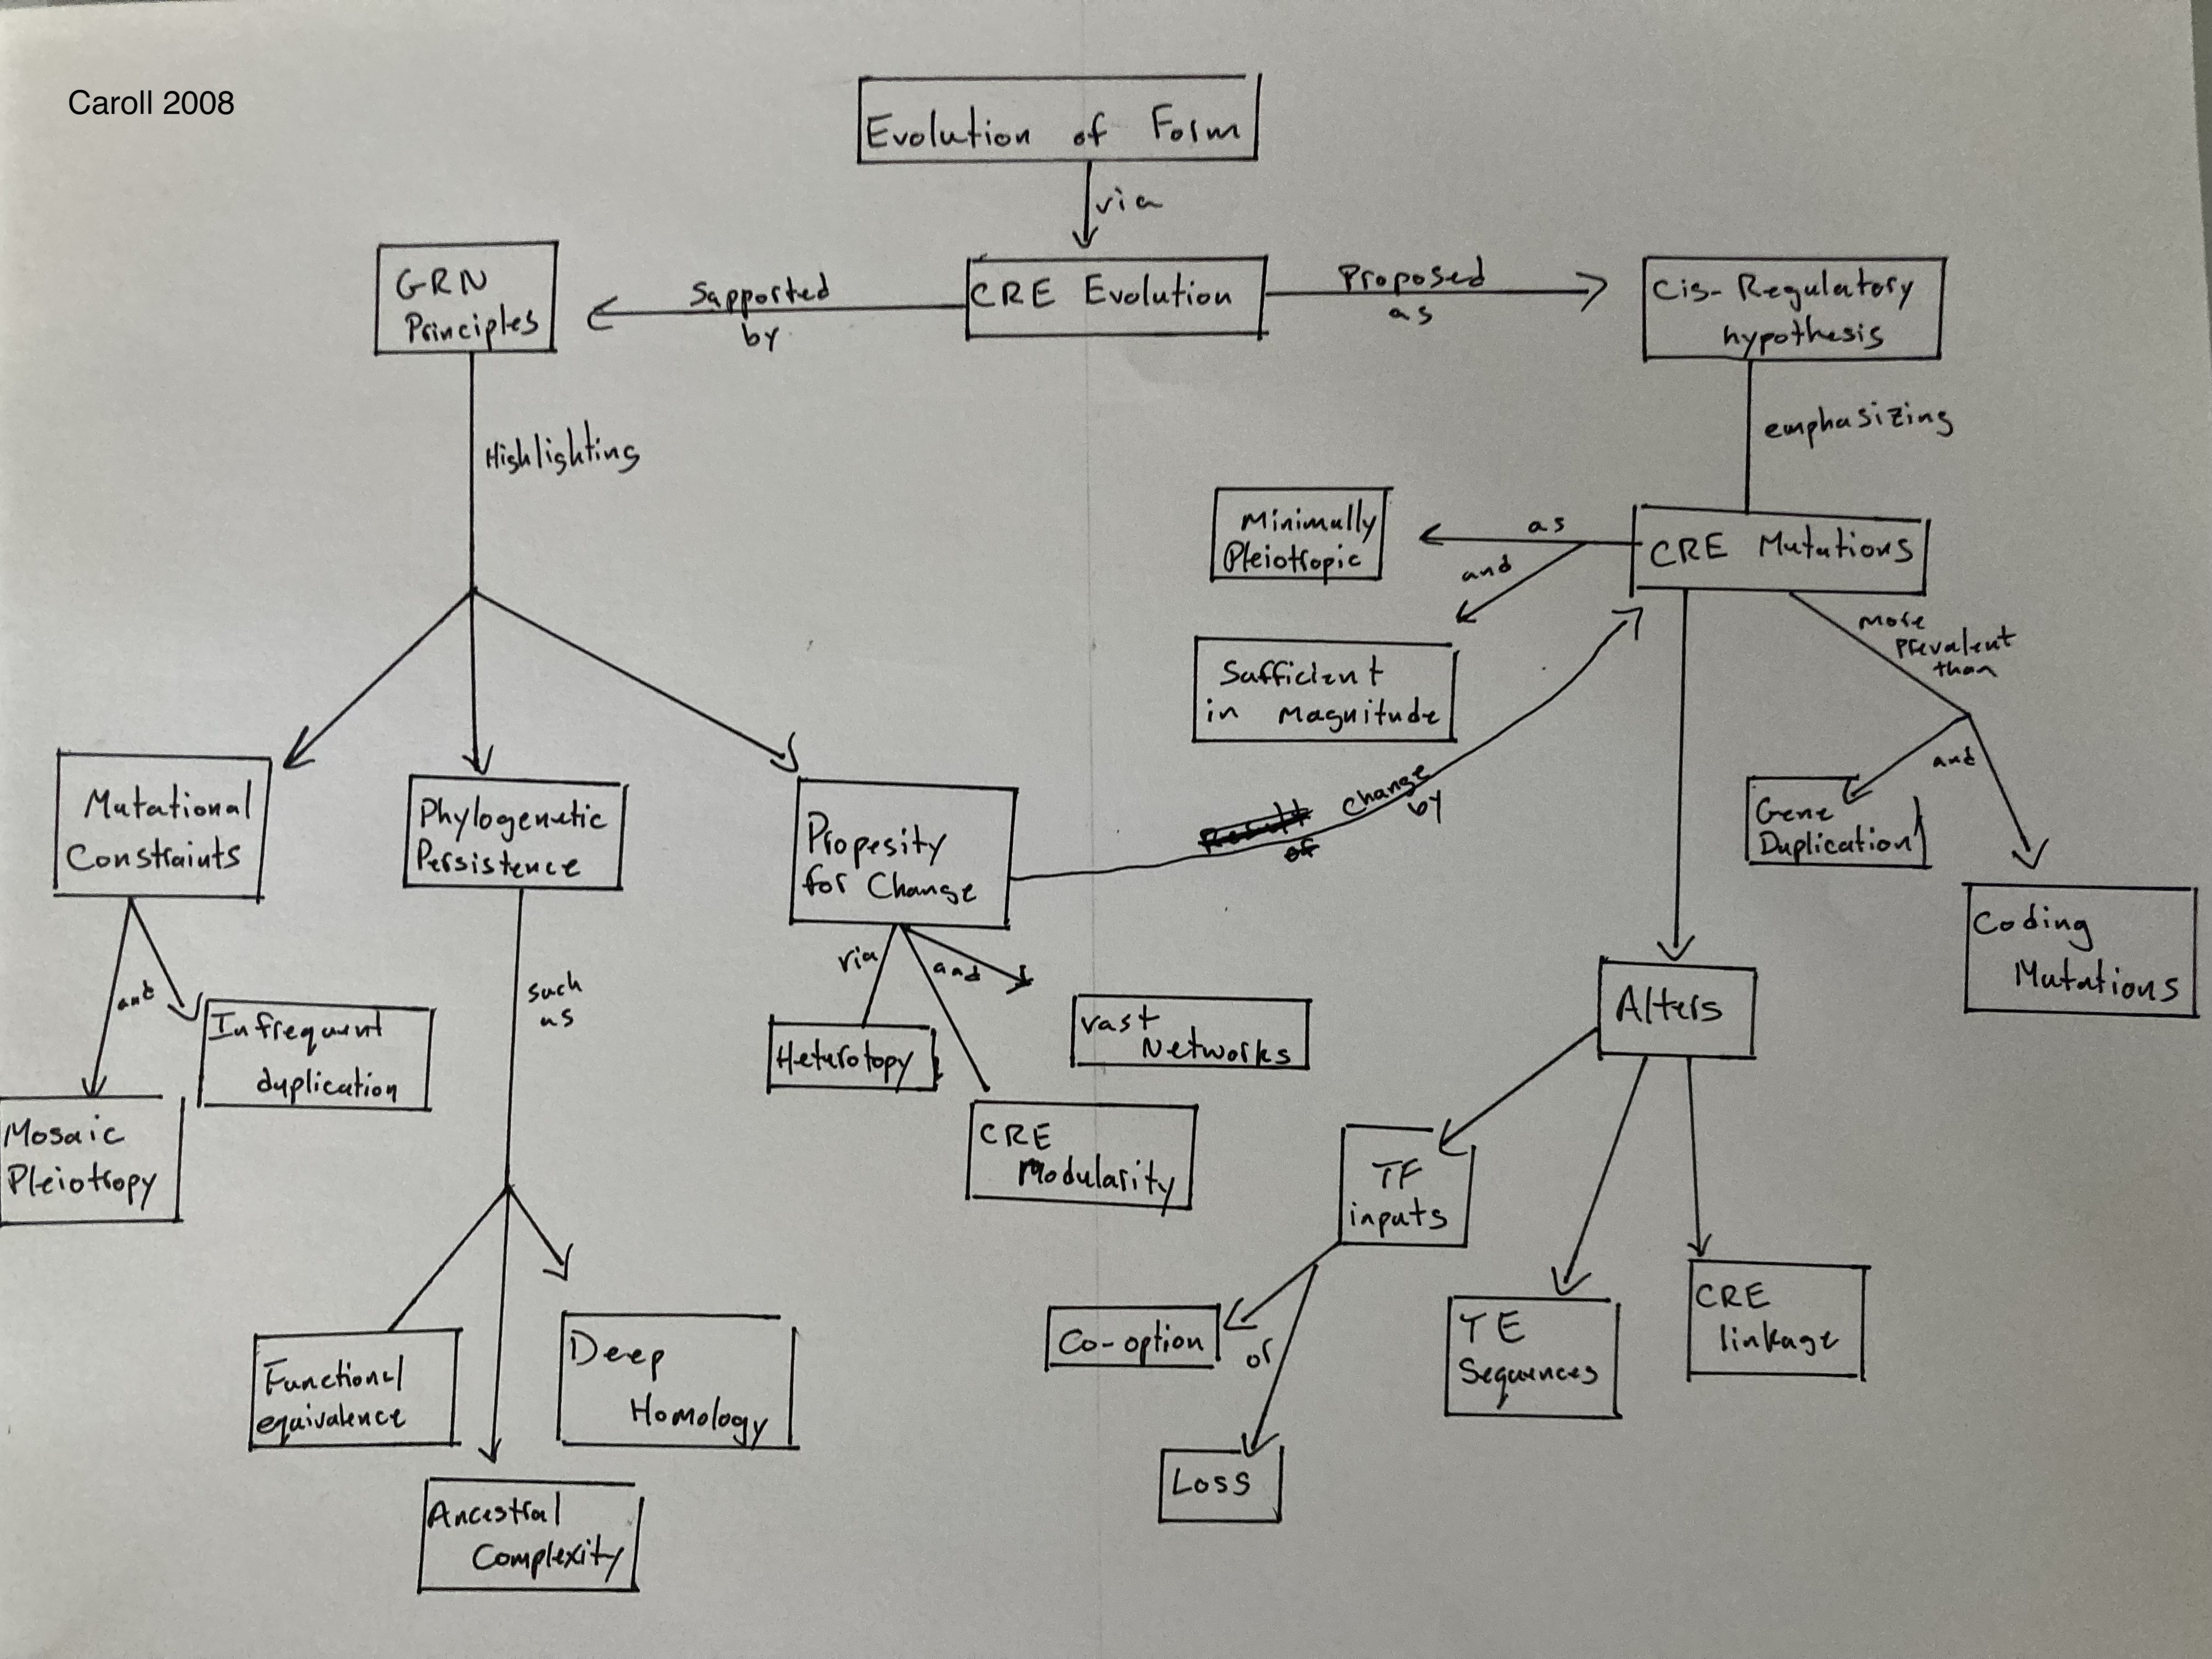 Caroll 2008
Evolution of Form
via
GRN
Principles
Supported
by
CRE Evolution
Proposed
as
Cis-Regulatory
hypothesis
Highlighting
emphasizing
Minimally
Pleiotropic
as
and
CRE Mutations
Sufficient
in Magnitude
more
prevalent
than
and
Gene
Duplication
Coding
Mutations
Mutational
Constraints
Phylogenetic
Persistence
Propesity
for Change
Result
of
change
by
and
Infrequent
duplication
Mosaic
Pleiotropy
such
as
via
and
Heterotopy
vast
Networks
CRE
Modularity
Alters
TF
inputs
TE
Sequences
CRE
linkage
Co-option
or
Loss
Functional
equivalence
Deep
Homology
Ancestral
Complexity